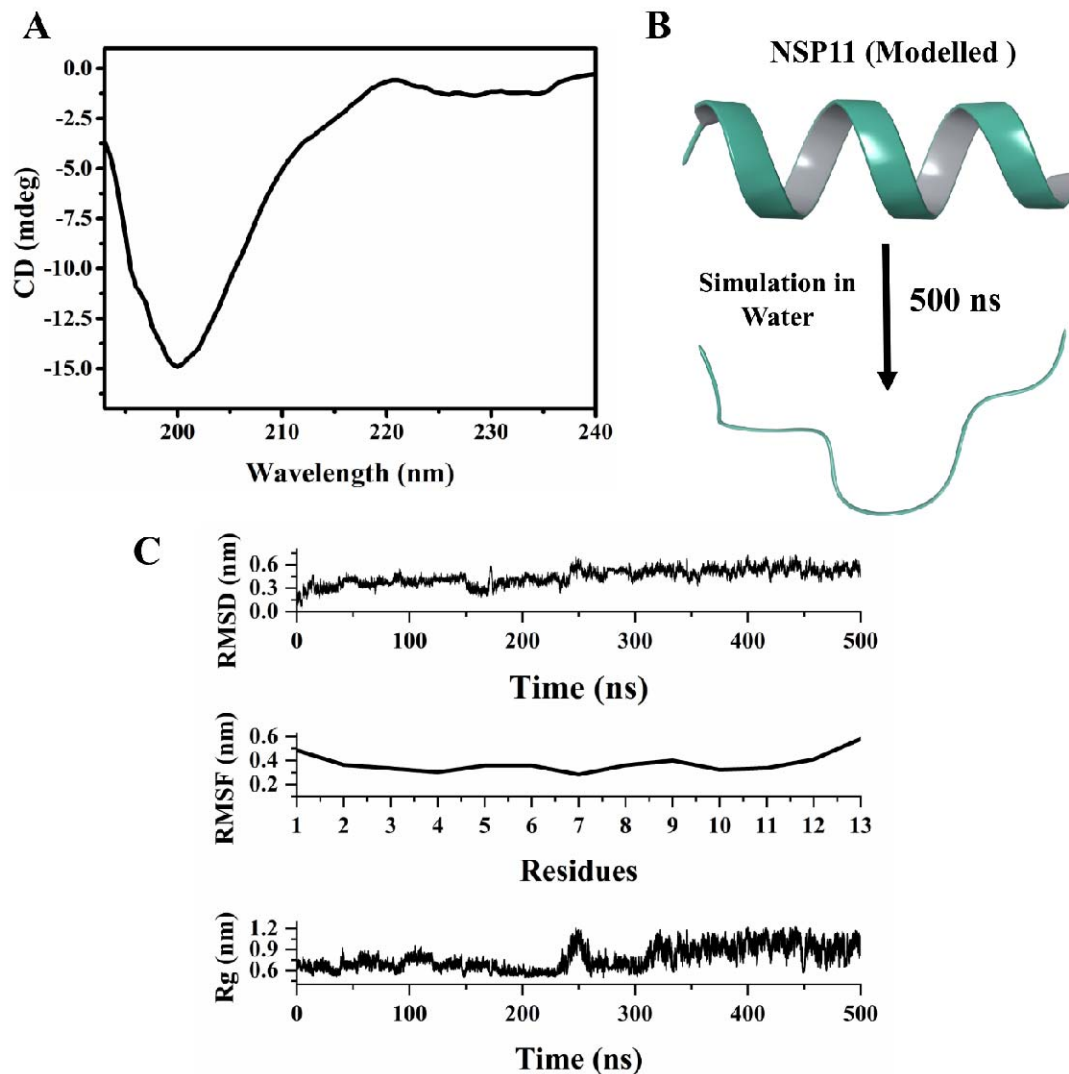 A
0.0
-2.5
-5.0
-7.5
-10.0
-12.5
-15.0
CD (mdeg)
200 210 220 230 240
Wavelength (nm)
B
NSP11 (Modelled )
Simulation in
Water
500 ns
C
0.6
0.3
0.0
RMSD (nm)
0 100 200 300 400 500
Time (ns)
0.6
0.4
0.2
RMSF (nm)
1 2 3 4 5 6 7 8 9 10 11 12 13
Residues
1.2
0.9
0.6
Rg (nm)
0 100 200 300 400 500
Time (ns)